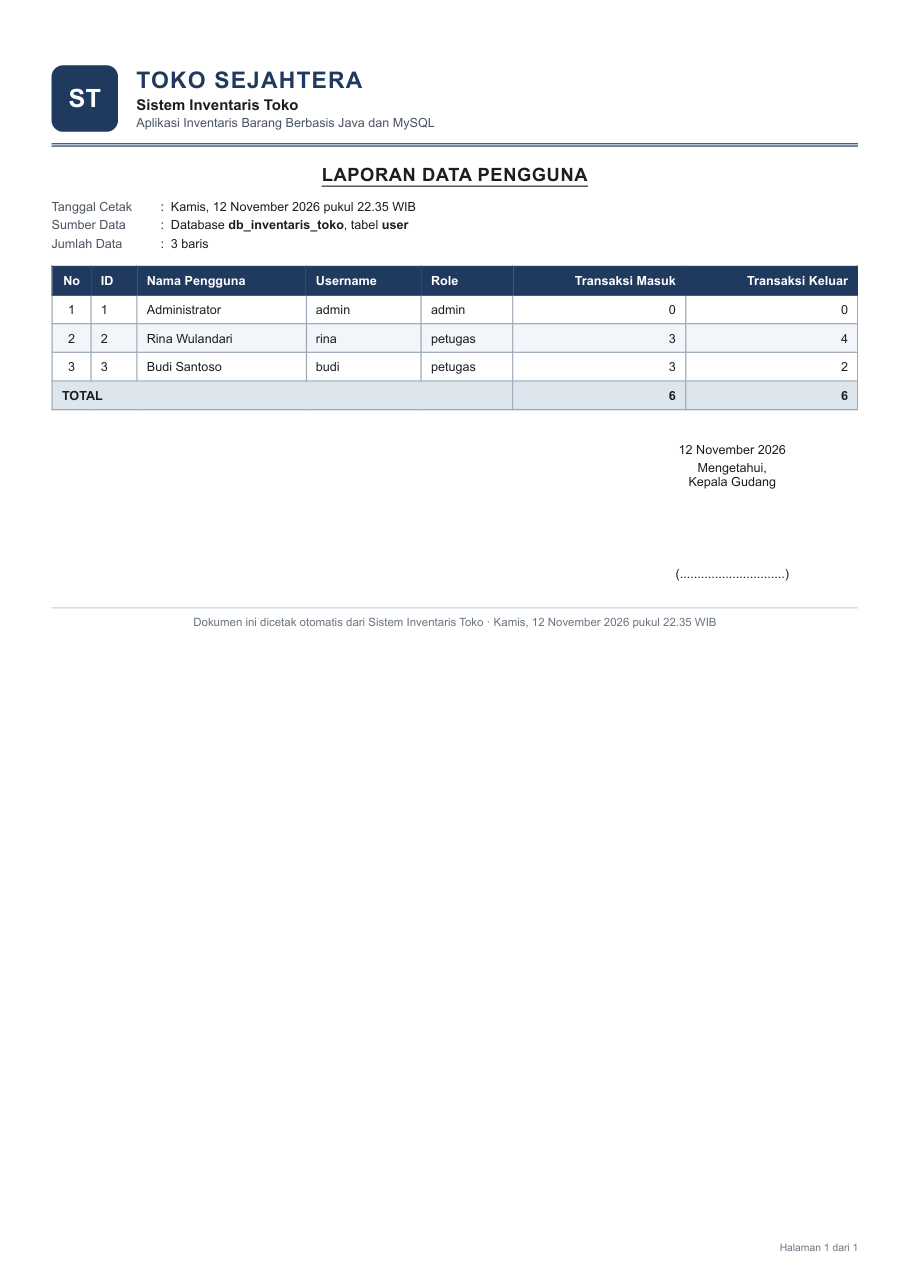 ST
TOKO SEJAHTERA
Sistem Inventaris Toko
Aplikasi Inventaris Barang Berbasis Java dan MySQL
LAPORAN DATA PENGGUNA
Tanggal Cetak : Kamis, 12 November 2026 pukul 22.35 WIB
Sumber Data : Database db_inventaris_toko, tabel user
Jumlah Data : 3 baris
No ID Nama Pengguna Username Role Transaksi Masuk Transaksi Keluar
1 1 Administrator admin admin 0 0
2 2 Rina Wulandari rina petugas 3 4
3 3 Budi Santoso budi petugas 3 2
TOTAL 6 6
12 November 2026
Mengetahui,
Kepala Gudang
(..............................)
Dokumen ini dicetak otomatis dari Sistem Inventaris Toko · Kamis, 12 November 2026 pukul 22.35 WIB
Halaman 1 dari 1